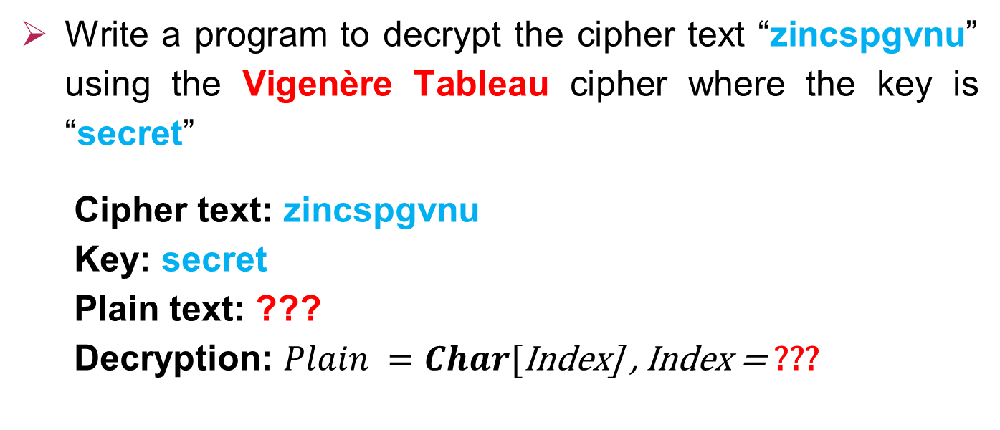 ➢ Write a program to decrypt the cipher text “zincspgvnu”
using the Vigenère Tableau cipher where the key is
“secret”
Cipher text: zincspgvnu
Key: secret
Plain text: ???
Decryption: Plain = Char[Index], Index = ???